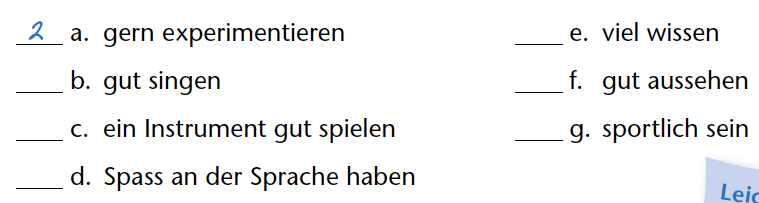 2 a. gern experimentieren
b. gut singen
c. ein Instrument gut spielen
d. Spass an der Sprache haben
e. viel wissen
f. gut aussehen
g. sportlich sein